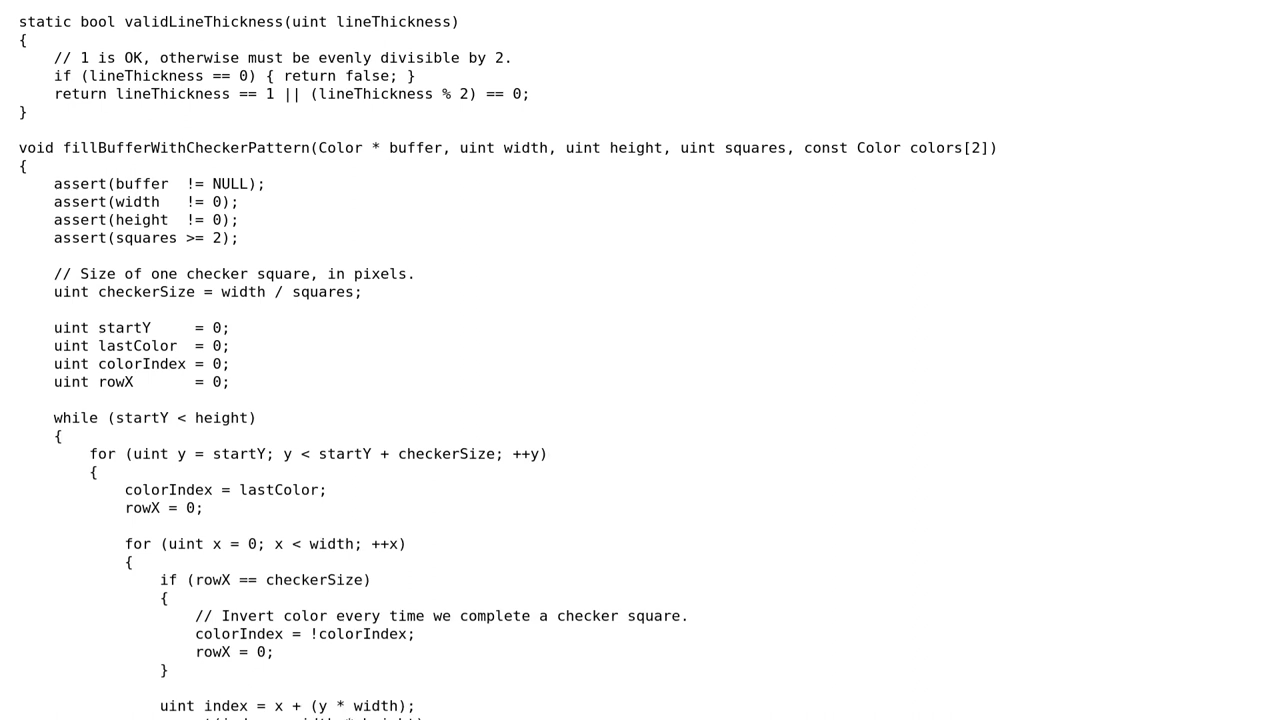 static bool validLineThickness(uint lineThickness)
{
    // 1 is OK, otherwise must be evenly divisible by 2.
    if (lineThickness == 0) { return false; }
    return lineThickness == 1 || (lineThickness % 2) == 0;
}

void fillBufferWithCheckerPattern(Color * buffer, uint width, uint height, uint squares, const Color colors[2])
{
    assert(buffer  != NULL);
    assert(width   != 0);
    assert(height  != 0);
    assert(squares >= 2);

    // Size of one checker square, in pixels.
    uint checkerSize = width / squares;

    uint startY     = 0;
    uint lastColor  = 0;
    uint colorIndex = 0;
    uint rowX       = 0;

    while (startY < height)
    {
        for (uint y = startY; y < startY + checkerSize; ++y)
        {
            colorIndex = lastColor;
            rowX = 0;

            for (uint x = 0; x < width; ++x)
            {
                if (rowX == checkerSize)
                {
                    // Invert color every time we complete a checker square.
                    colorIndex = !colorIndex;
                    rowX = 0;
                }

                uint index = x + (y * width);